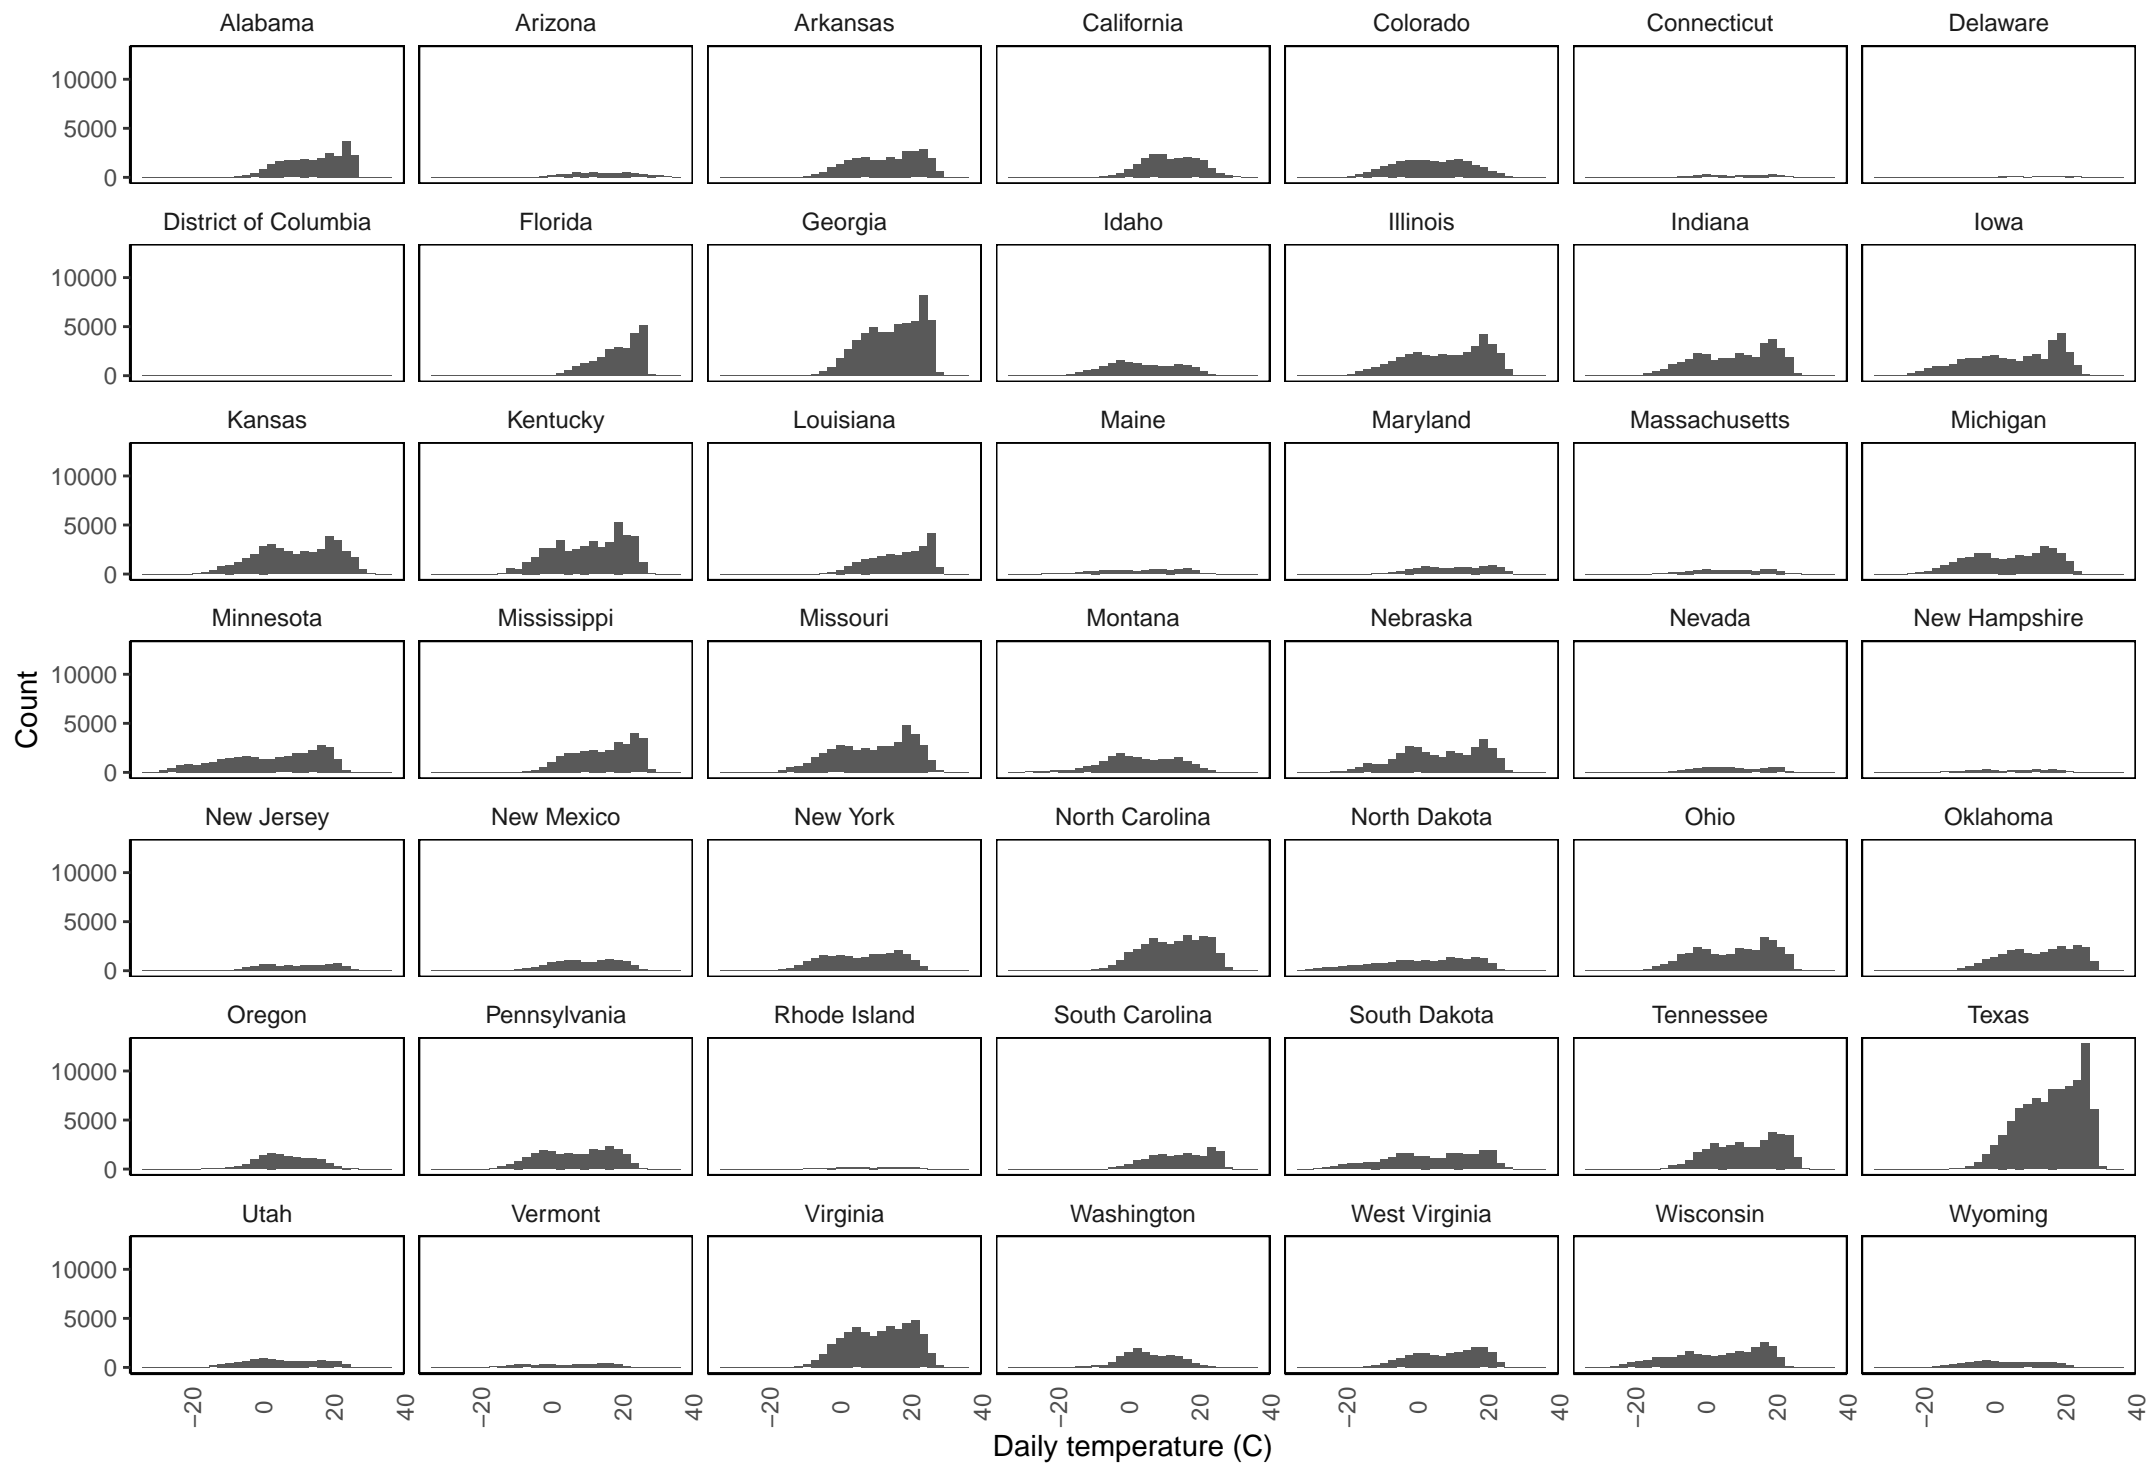 Alabama Arizona Arkansas California Colorado Connecticut Delaware
10000
5000
0
District of Columbia Florida Georgia Idaho Illinois Indiana Iowa
10000
5000
0
Kansas Kentucky Louisiana Maine Maryland Massachusetts Michigan
10000
5000
0
Minnesota Mississippi Missouri Montana Nebraska Nevada New Hampshire
Count
10000
5000
0
New Jersey New Mexico New York North Carolina North Dakota Ohio Oklahoma
10000
5000
0
Oregon Pennsylvania Rhode Island South Carolina South Dakota Tennessee Texas
10000
5000
0
Utah Vermont Virginia Washington West Virginia Wisconsin Wyoming
10000
5000
0
−20 0 20 40 −20 0 20 40 −20 0 20 40 −20 0 20 40 −20 0 20 40 −20 0 20 40 −20 0 20 40
Daily temperature (C)